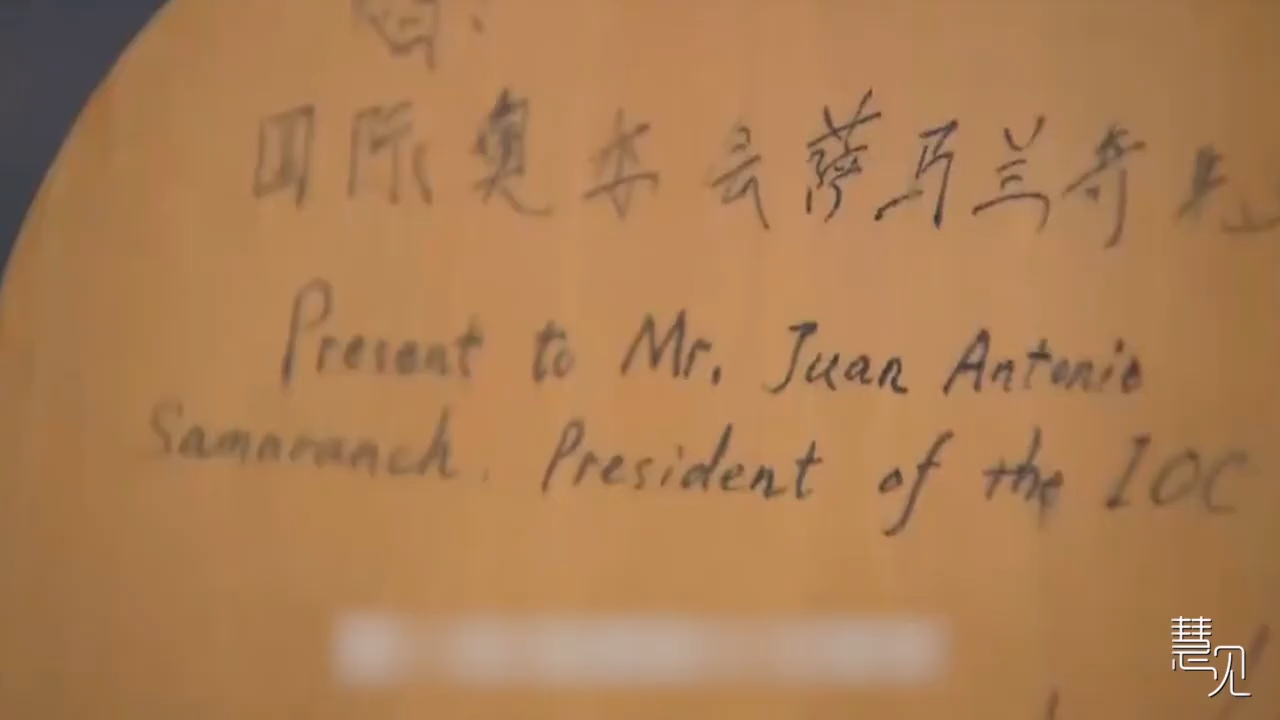 国际奥委会萨马兰奇先
Present to Mr. Juan Antonio
Samaranch. President of the IOC
慧见